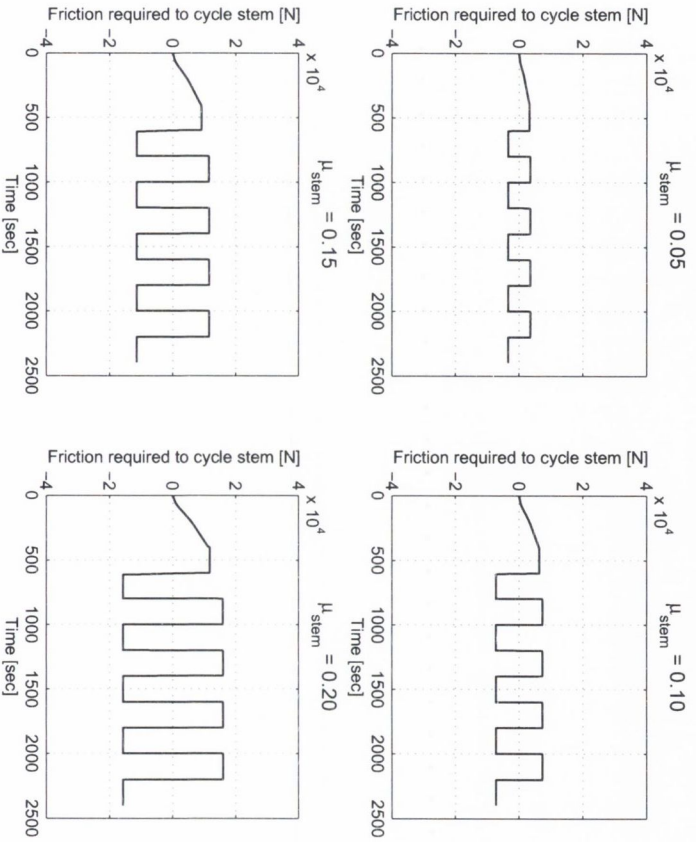 μ stem = 0.05
x 10^4
4
2
0
−2
−4
Friction required to cycle stem [N]
0 500 1000 1500 2000 2500
Time [sec]
μ stem = 0.10
x 10^4
4
2
0
−2
−4
Friction required to cycle stem [N]
0 500 1000 1500 2000 2500
Time [sec]
μ stem = 0.15
x 10^4
4
2
0
−2
−4
Friction required to cycle stem [N]
0 500 1000 1500 2000 2500
Time [sec]
μ stem = 0.20
x 10^4
4
2
0
−2
−4
Friction required to cycle stem [N]
0 500 1000 1500 2000 2500
Time [sec]